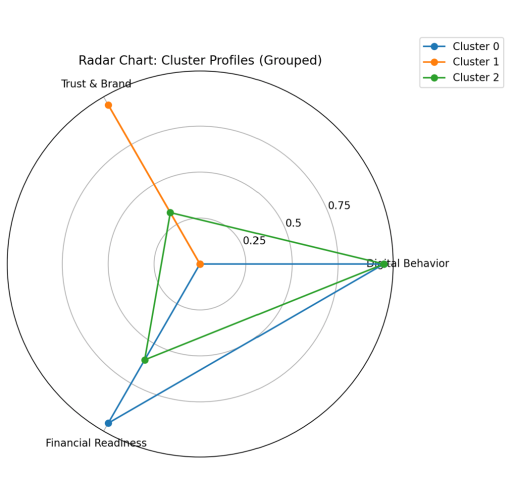 Cluster 0
Cluster 1
Cluster 2
Radar Chart: Cluster Profiles (Grouped)
Trust & Brand
0.75
0.5
0.25
Digital Behavior
Financial Readiness